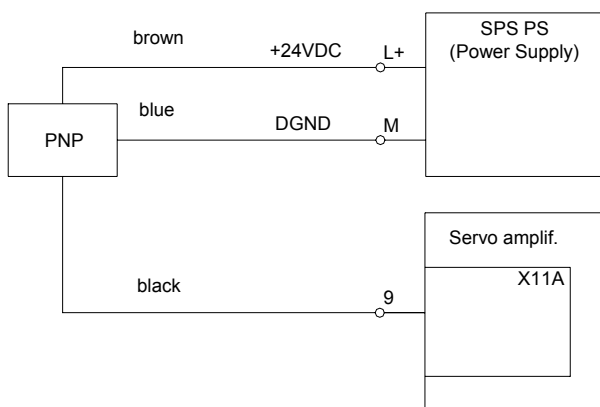 SPS PS
(Power Supply)
brown
+24VDC
L+
blue
DGND
M
PNP
Servo amplif.
X11A
black
9